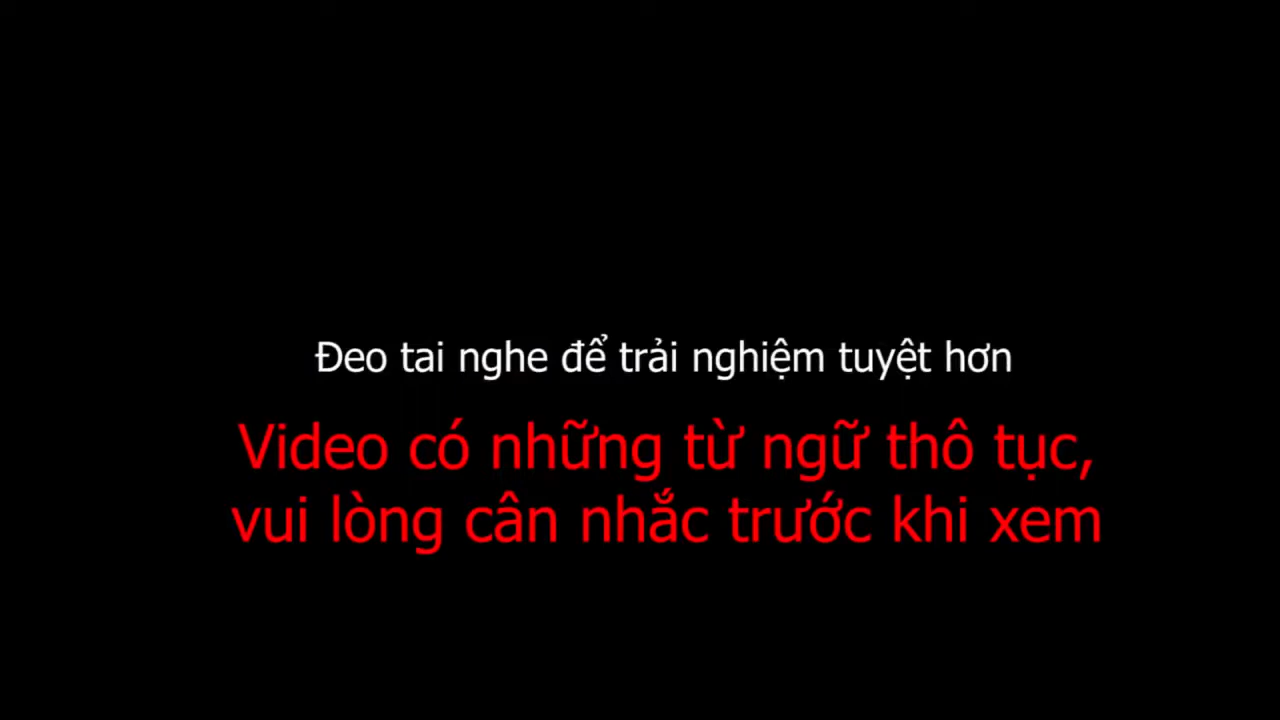 Đeo tai nghe để trải nghiệm tuyệt hơn
Video có những từ ngữ thô tục,
vui lòng cân nhắc trước khi xem